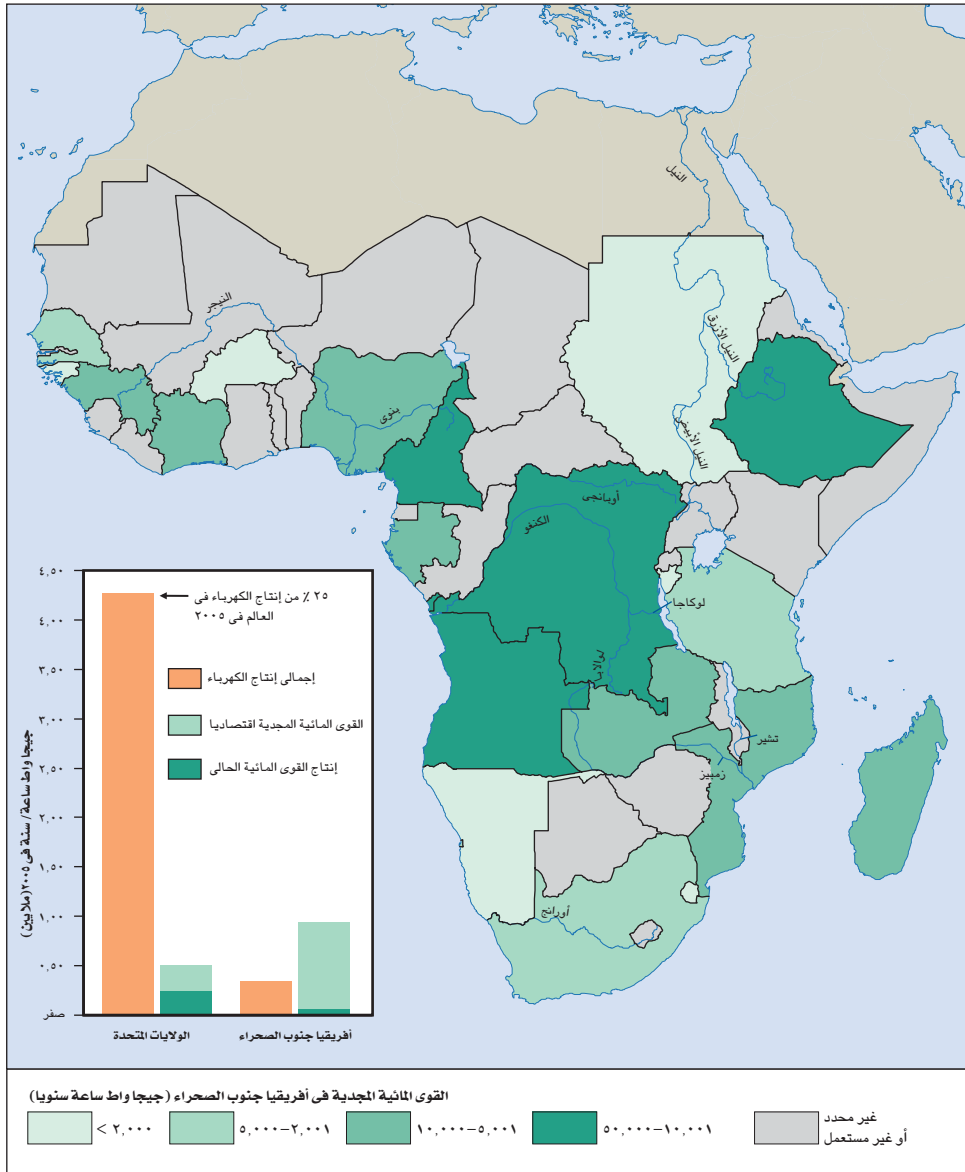 النيل
النيجر
النيل الأزرق
بنوى
النيل الأبيض
أوبانجى
الكنغو
لوكاجا
لوالابا
تشير
زمبيز
أورانج
جيجا واط ساعة / سنة فى ٢٠٠٥ (ملايين)
٤,٥٠
٤,٠٠
٣,٥٠
٣,٠٠
٢,٥٠
٢,٠٠
١,٥٠
١,٠٠
٠,٥٠
صفر
٢٥ ٪ من إنتاج الكهرباء فى
العالم فى ٢٠٠٥
إجمالى إنتاج الكهرباء
القوى المائية المجدية اقتصاديا
إنتاج القوى المائية الحالى
الولايات المتحدة
أفريقيا جنوب الصحراء
القوى المائية المجدية فى أفريقيا جنوب الصحراء (جيجا واط ساعة سنويا)
< ٢,٠٠٠
٥,٠٠٠-٢,٠٠١
١٠,٠٠٠-٥,٠٠١
٥٠,٠٠٠-١٠,٠٠١
غير محدد
أو غير مستعمل